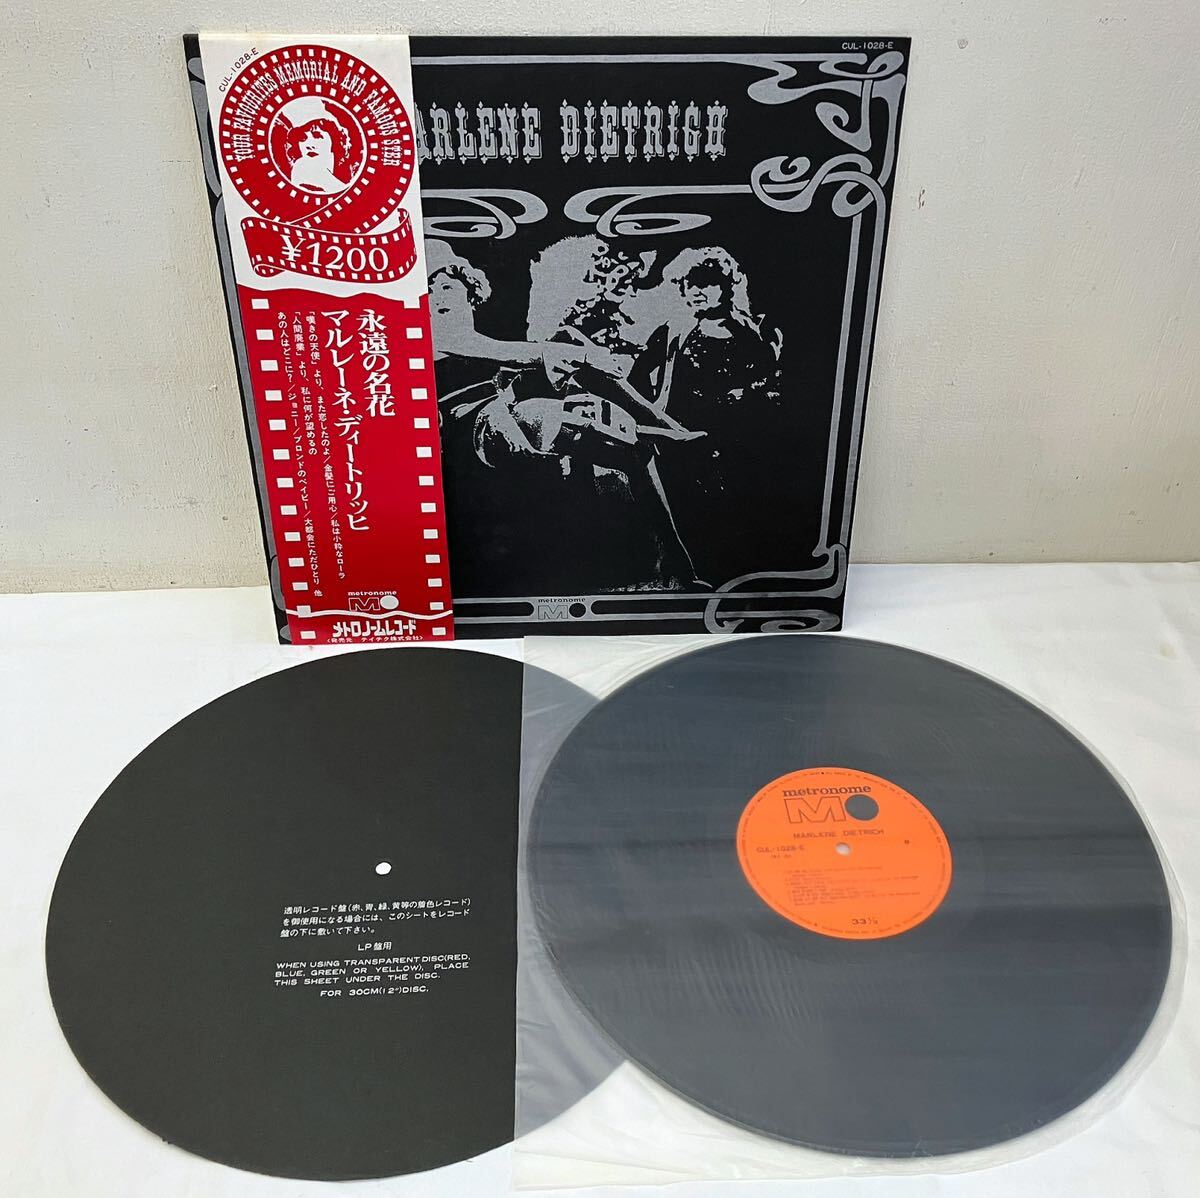 CUL-1028-E
YOUR FAVOURITES MEMORIAL AND FAMOUS STER
¥1200
永遠の名花
マルレーネ・ディートリッヒ
「嘆きの天使」より、また恋したのよ/金髪にご用心/私は小粋なローラ
「人間廃業」より、私に何が望めるの
あの人はどこに?/ジョニー/ブロンドのベイビー/大都会にただひとり 他
metronome
メトロノームレコード
〈発売元 テイチク株式会社〉
CUL-1028-E
ARLENE DIETRIGH
metronome
透明レコード盤(赤、青、緑、黄等の盤色レコード)
を御使用になる場合には、このシートをレコード
盤の下に敷いて下さい。
LP盤用
WHEN USING TRANSPARENT DISC(RED,
BLUE, GREEN OR YELLOW), PLACE
THIS SHEET UNDER THE DISC.
FOR 30CM(12")DISC.
metronome
MARLENE DIETRICH
CUL-1028-E
33⅓